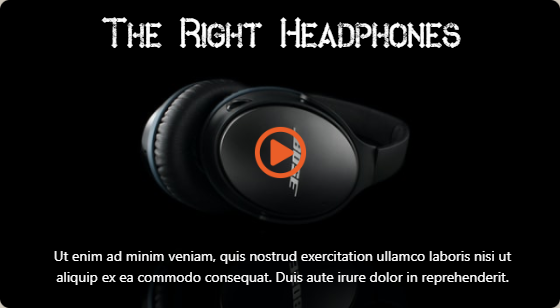 The Right Headphones
BOSE
Ut enim ad minim veniam, quis nostrud exercitation ullamco laboris nisi ut
aliquip ex ea commodo consequat. Duis aute irure dolor in reprehenderit.